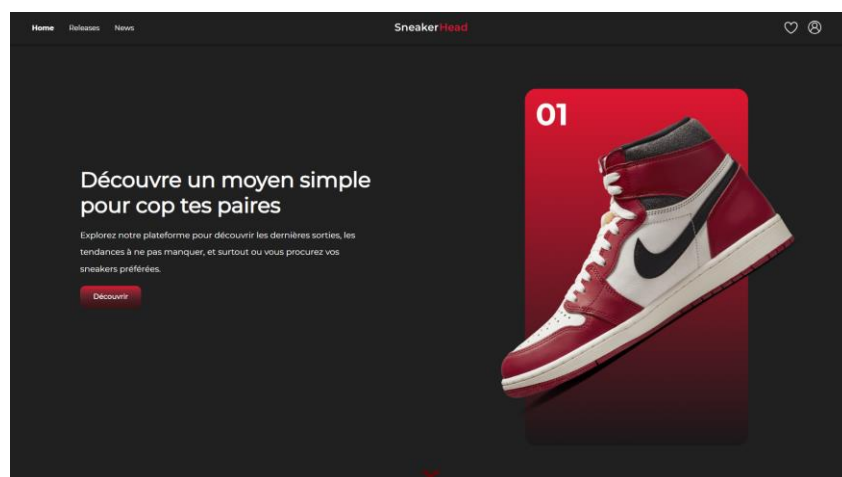 Home Releases News SneakerHead
01
Découvre un moyen simple
pour cop tes paires
Explorez notre plateforme pour découvrir les dernières sorties, les
tendances à ne pas manquer, et surtout ou vous procurez vos
sneakers préférées.
Découvrir